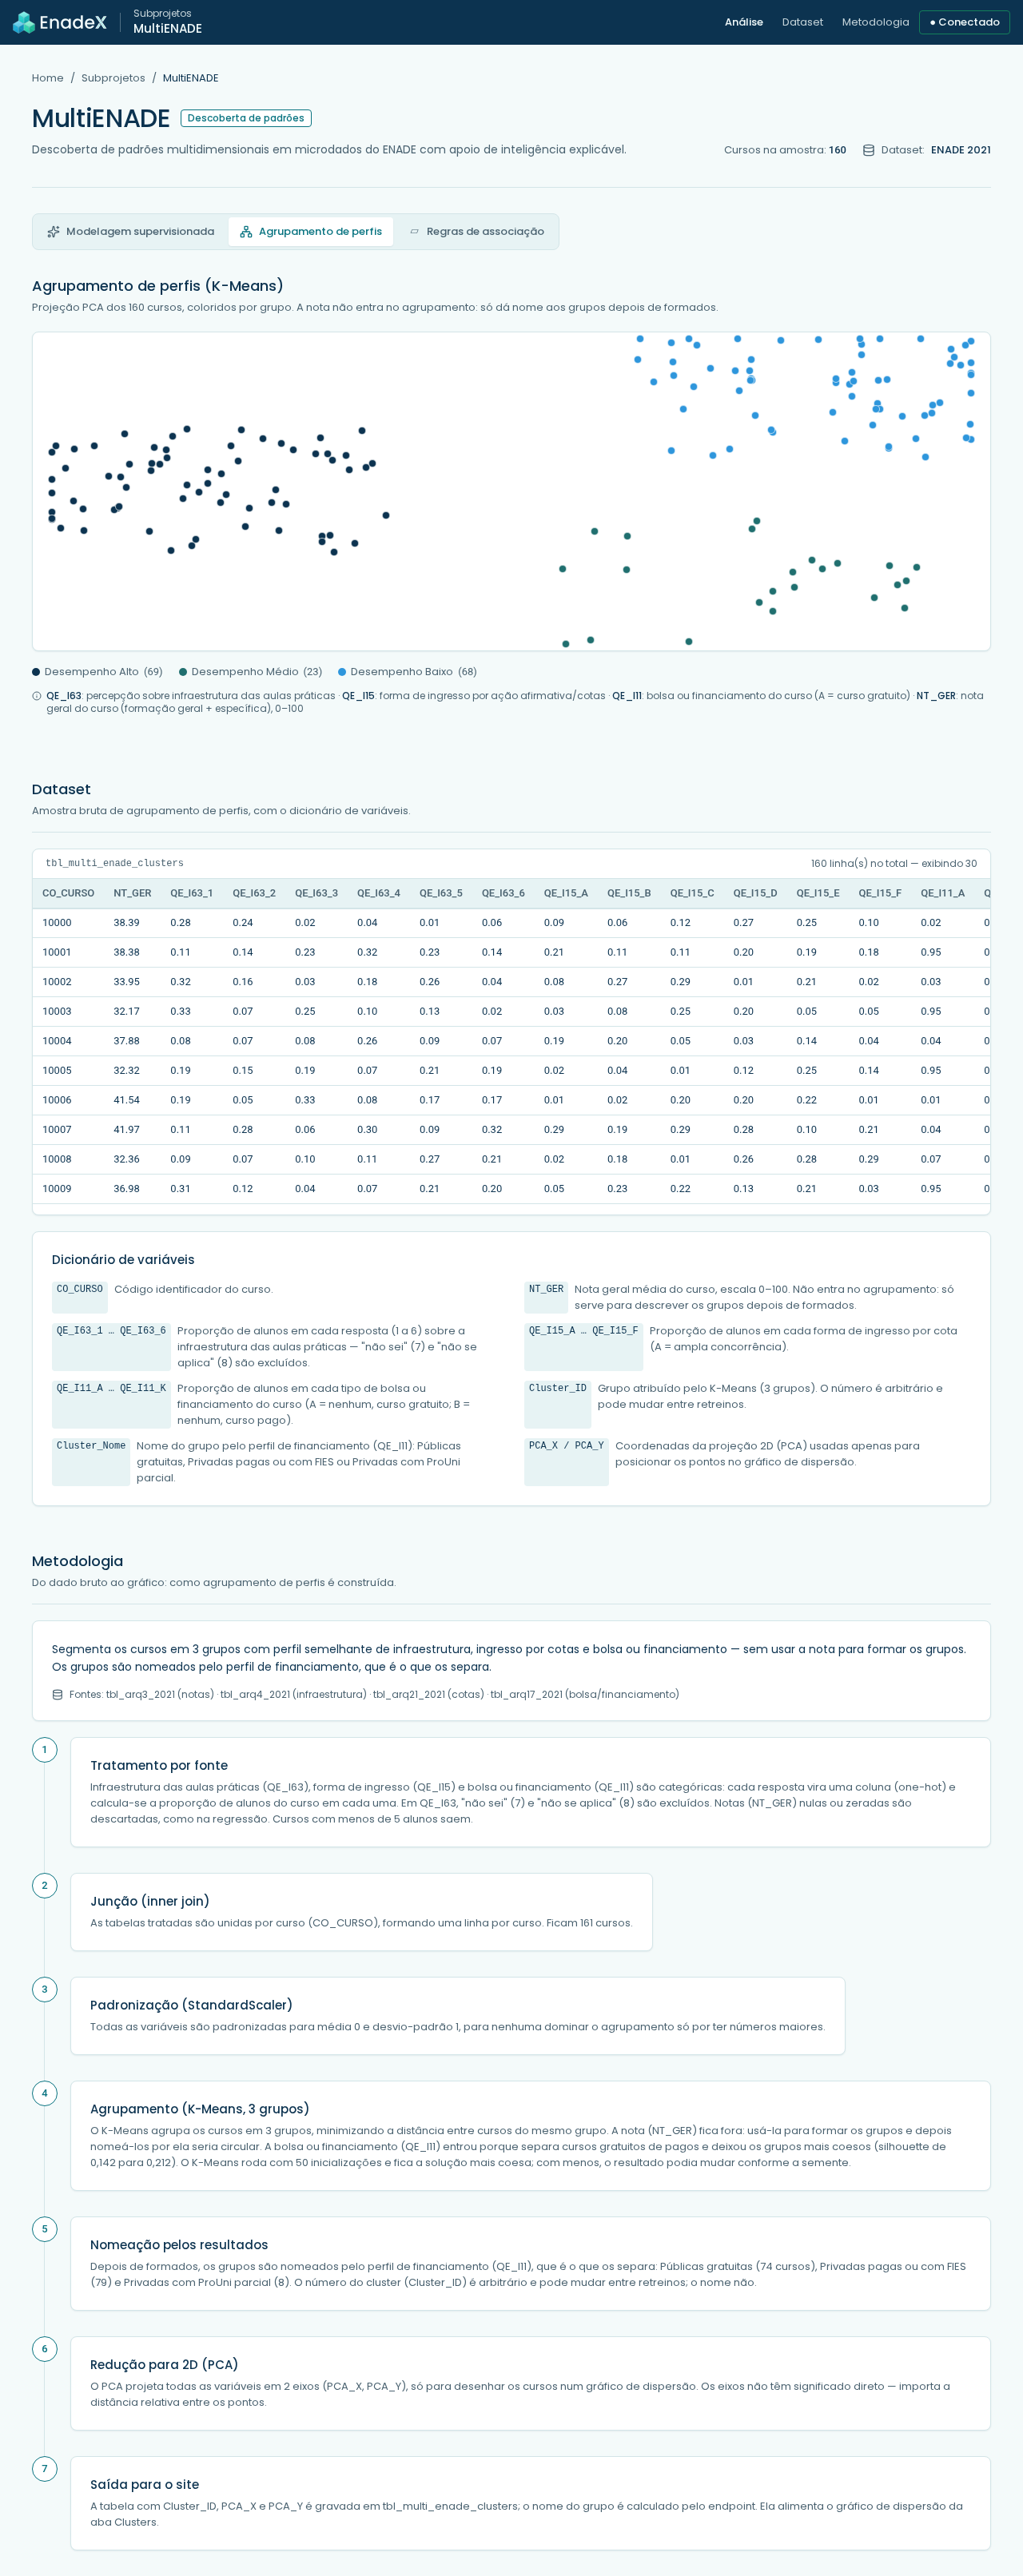 EnadeX
Subprojetos
MultiENADE
Análise
Dataset
Metodologia
● Conectado
Home / Subprojetos / MultiENADE
MultiENADE
Descoberta de padrões
Descoberta de padrões multidimensionais em microdados do ENADE com apoio de inteligência explicável.
Cursos na amostra: 160
Dataset: ENADE 2021
Modelagem supervisionada
Agrupamento de perfis
Regras de associação
Agrupamento de perfis (K-Means)
Projeção PCA dos 160 cursos, coloridos por grupo. A nota não entra no agrupamento: só dá nome aos grupos depois de formados.
Desempenho Alto (69)
Desempenho Médio (23)
Desempenho Baixo (68)
QE_I63: percepção sobre infraestrutura das aulas práticas · QE_I15: forma de ingresso por ação afirmativa/cotas · QE_I11: bolsa ou financiamento do curso (A = curso gratuito) · NT_GER: nota
geral do curso (formação geral + específica), 0–100
Dataset
Amostra bruta de agrupamento de perfis, com o dicionário de variáveis.
tbl_multi_enade_clusters
160 linha(s) no total — exibindo 30
CO_CURSO NT_GER QE_I63_1 QE_I63_2 QE_I63_3 QE_I63_4 QE_I63_5 QE_I63_6 QE_I15_A QE_I15_B QE_I15_C QE_I15_D QE_I15_E QE_I15_F QE_I11_A Q
10000 38.39 0.28 0.24 0.02 0.04 0.01 0.06 0.09 0.06 0.12 0.27 0.25 0.10 0.02 0
10001 38.38 0.11 0.14 0.23 0.32 0.23 0.14 0.21 0.11 0.11 0.20 0.19 0.18 0.95 0
10002 33.95 0.32 0.16 0.03 0.18 0.26 0.04 0.08 0.27 0.29 0.01 0.21 0.02 0.03 0
10003 32.17 0.33 0.07 0.25 0.10 0.13 0.02 0.03 0.08 0.25 0.20 0.05 0.05 0.95 0
10004 37.88 0.08 0.07 0.08 0.26 0.09 0.07 0.19 0.20 0.05 0.03 0.14 0.04 0.04 0
10005 32.32 0.19 0.15 0.19 0.07 0.21 0.19 0.02 0.04 0.01 0.12 0.25 0.14 0.95 0
10006 41.54 0.19 0.05 0.33 0.08 0.17 0.17 0.01 0.02 0.20 0.20 0.22 0.01 0.01 0
10007 41.97 0.11 0.28 0.06 0.30 0.09 0.32 0.29 0.19 0.29 0.28 0.10 0.21 0.04 0
10008 32.36 0.09 0.07 0.10 0.11 0.27 0.21 0.02 0.18 0.01 0.26 0.28 0.29 0.07 0
10009 36.98 0.31 0.12 0.04 0.07 0.21 0.20 0.05 0.23 0.22 0.13 0.21 0.03 0.95 0
Dicionário de variáveis
CO_CURSO Código identificador do curso.
NT_GER Nota geral média do curso, escala 0–100. Não entra no agrupamento: só
serve para descrever os grupos depois de formados.
QE_I63_1 … QE_I63_6 Proporção de alunos em cada resposta (1 a 6) sobre a
infraestrutura das aulas práticas — "não sei" (7) e "não se
aplica" (8) são excluídos.
QE_I15_A … QE_I15_F Proporção de alunos em cada forma de ingresso por cota
(A = ampla concorrência).
QE_I11_A … QE_I11_K Proporção de alunos em cada tipo de bolsa ou
financiamento do curso (A = nenhum, curso gratuito; B =
nenhum, curso pago).
Cluster_ID Grupo atribuído pelo K-Means (3 grupos). O número é arbitrário e
pode mudar entre retreinos.
Cluster_Nome Nome do grupo pelo perfil de financiamento (QE_I11): Públicas
gratuitas, Privadas pagas ou com FIES ou Privadas com ProUni
parcial.
PCA_X / PCA_Y Coordenadas da projeção 2D (PCA) usadas apenas para
posicionar os pontos no gráfico de dispersão.
Metodologia
Do dado bruto ao gráfico: como agrupamento de perfis é construída.
Segmenta os cursos em 3 grupos com perfil semelhante de infraestrutura, ingresso por cotas e bolsa ou financiamento — sem usar a nota para formar os grupos.
Os grupos são nomeados pelo perfil de financiamento, que é o que os separa.
Fontes: tbl_arq3_2021 (notas) · tbl_arq4_2021 (infraestrutura) · tbl_arq21_2021 (cotas) · tbl_arq17_2021 (bolsa/financiamento)
1
Tratamento por fonte
Infraestrutura das aulas práticas (QE_I63), forma de ingresso (QE_I15) e bolsa ou financiamento (QE_I11) são categóricas: cada resposta vira uma coluna (one-hot) e
calcula-se a proporção de alunos do curso em cada uma. Em QE_I63, "não sei" (7) e "não se aplica" (8) são excluídos. Notas (NT_GER) nulas ou zeradas são
descartadas, como na regressão. Cursos com menos de 5 alunos saem.
2
Junção (inner join)
As tabelas tratadas são unidas por curso (CO_CURSO), formando uma linha por curso. Ficam 161 cursos.
3
Padronização (StandardScaler)
Todas as variáveis são padronizadas para média 0 e desvio-padrão 1, para nenhuma dominar o agrupamento só por ter números maiores.
4
Agrupamento (K-Means, 3 grupos)
O K-Means agrupa os cursos em 3 grupos, minimizando a distância entre cursos do mesmo grupo. A nota (NT_GER) fica fora: usá-la para formar os grupos e depois
nomeá-los por ela seria circular. A bolsa ou financiamento (QE_I11) entrou porque separa cursos gratuitos de pagos e deixou os grupos mais coesos (silhouette de
0,142 para 0,212). O K-Means roda com 50 inicializações e fica a solução mais coesa; com menos, o resultado podia mudar conforme a semente.
5
Nomeação pelos resultados
Depois de formados, os grupos são nomeados pelo perfil de financiamento (QE_I11), que é o que os separa: Públicas gratuitas (74 cursos), Privadas pagas ou com FIES
(79) e Privadas com ProUni parcial (8). O número do cluster (Cluster_ID) é arbitrário e pode mudar entre retreinos; o nome não.
6
Redução para 2D (PCA)
O PCA projeta todas as variáveis em 2 eixos (PCA_X, PCA_Y), só para desenhar os cursos num gráfico de dispersão. Os eixos não têm significado direto — importa a
distância relativa entre os pontos.
7
Saída para o site
A tabela com Cluster_ID, PCA_X e PCA_Y é gravada em tbl_multi_enade_clusters; o nome do grupo é calculado pelo endpoint. Ela alimenta o gráfico de dispersão da
aba Clusters.